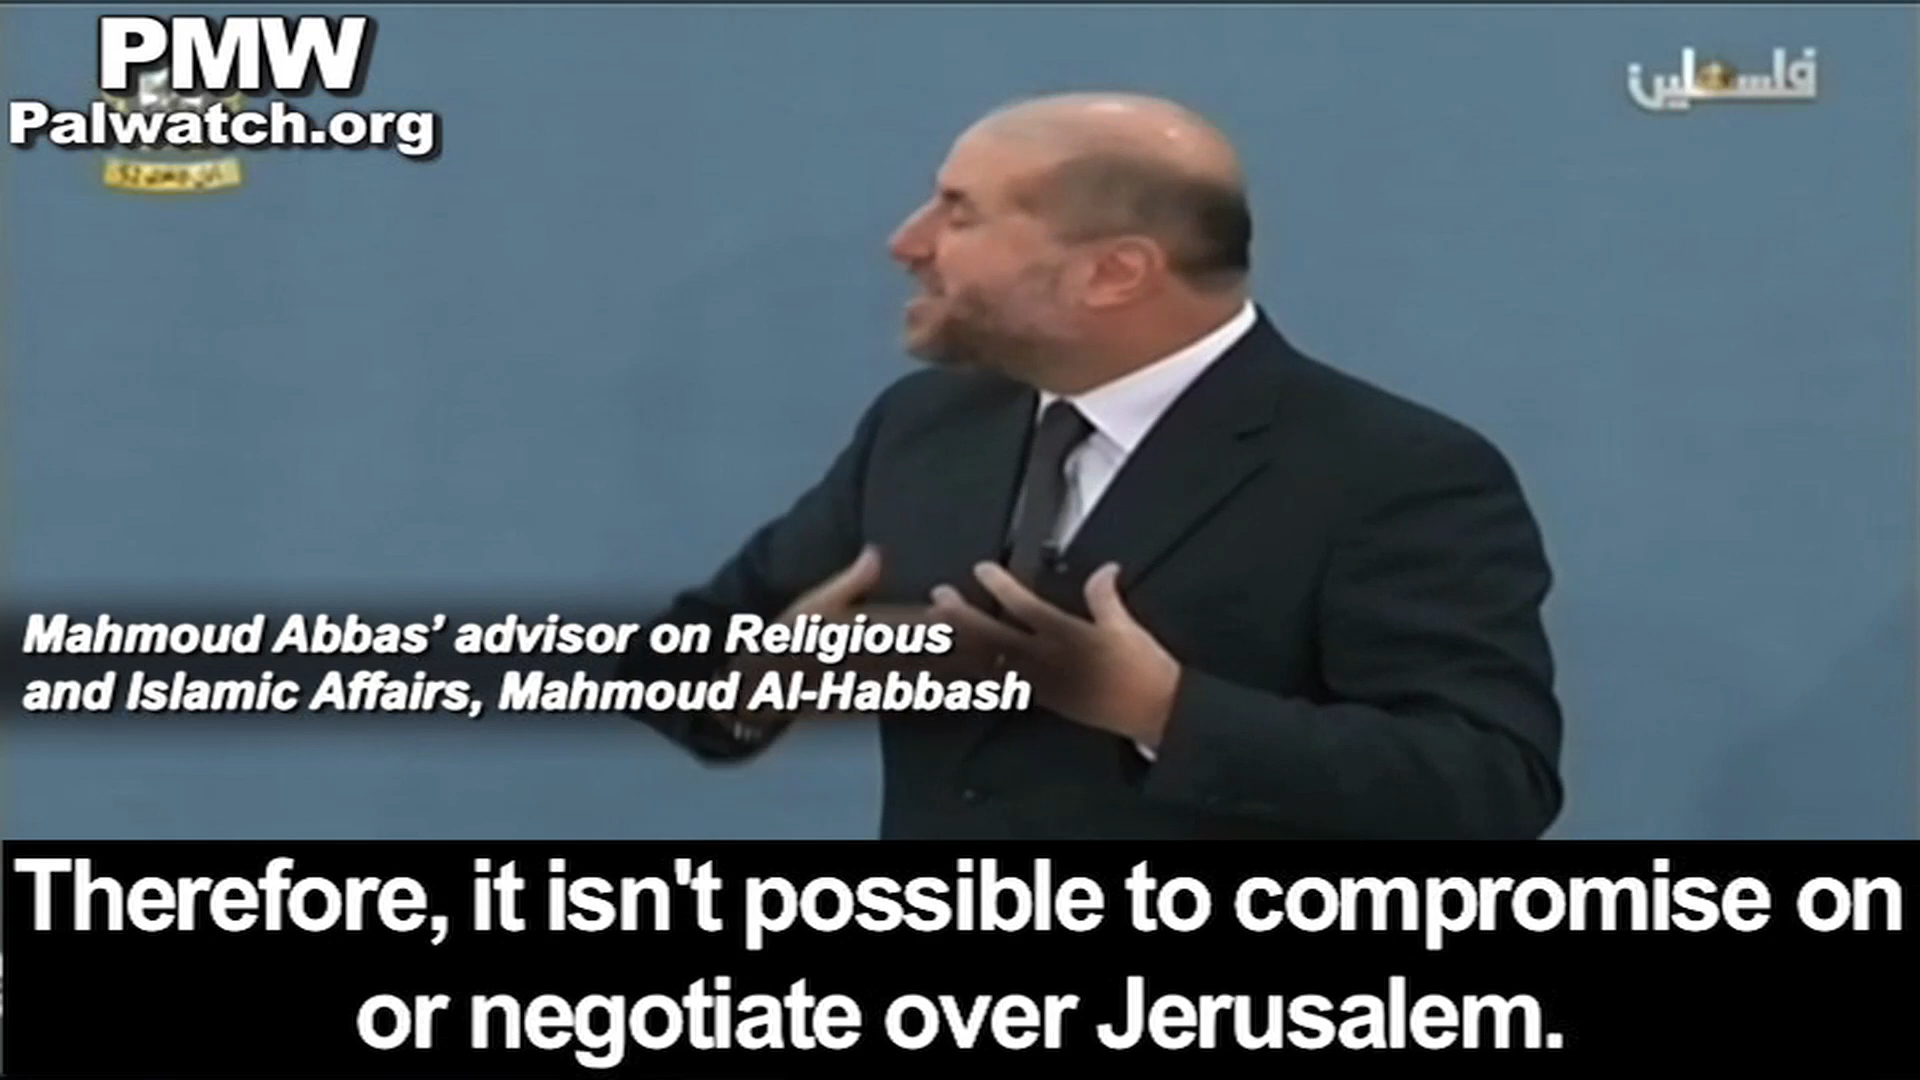 PMW
Palwatch.org
فلسطين
Mahmoud Abbas’ advisor on Religious
and Islamic Affairs, Mahmoud Al-Habbash
Therefore, it isn't possible to compromise on
or negotiate over Jerusalem.